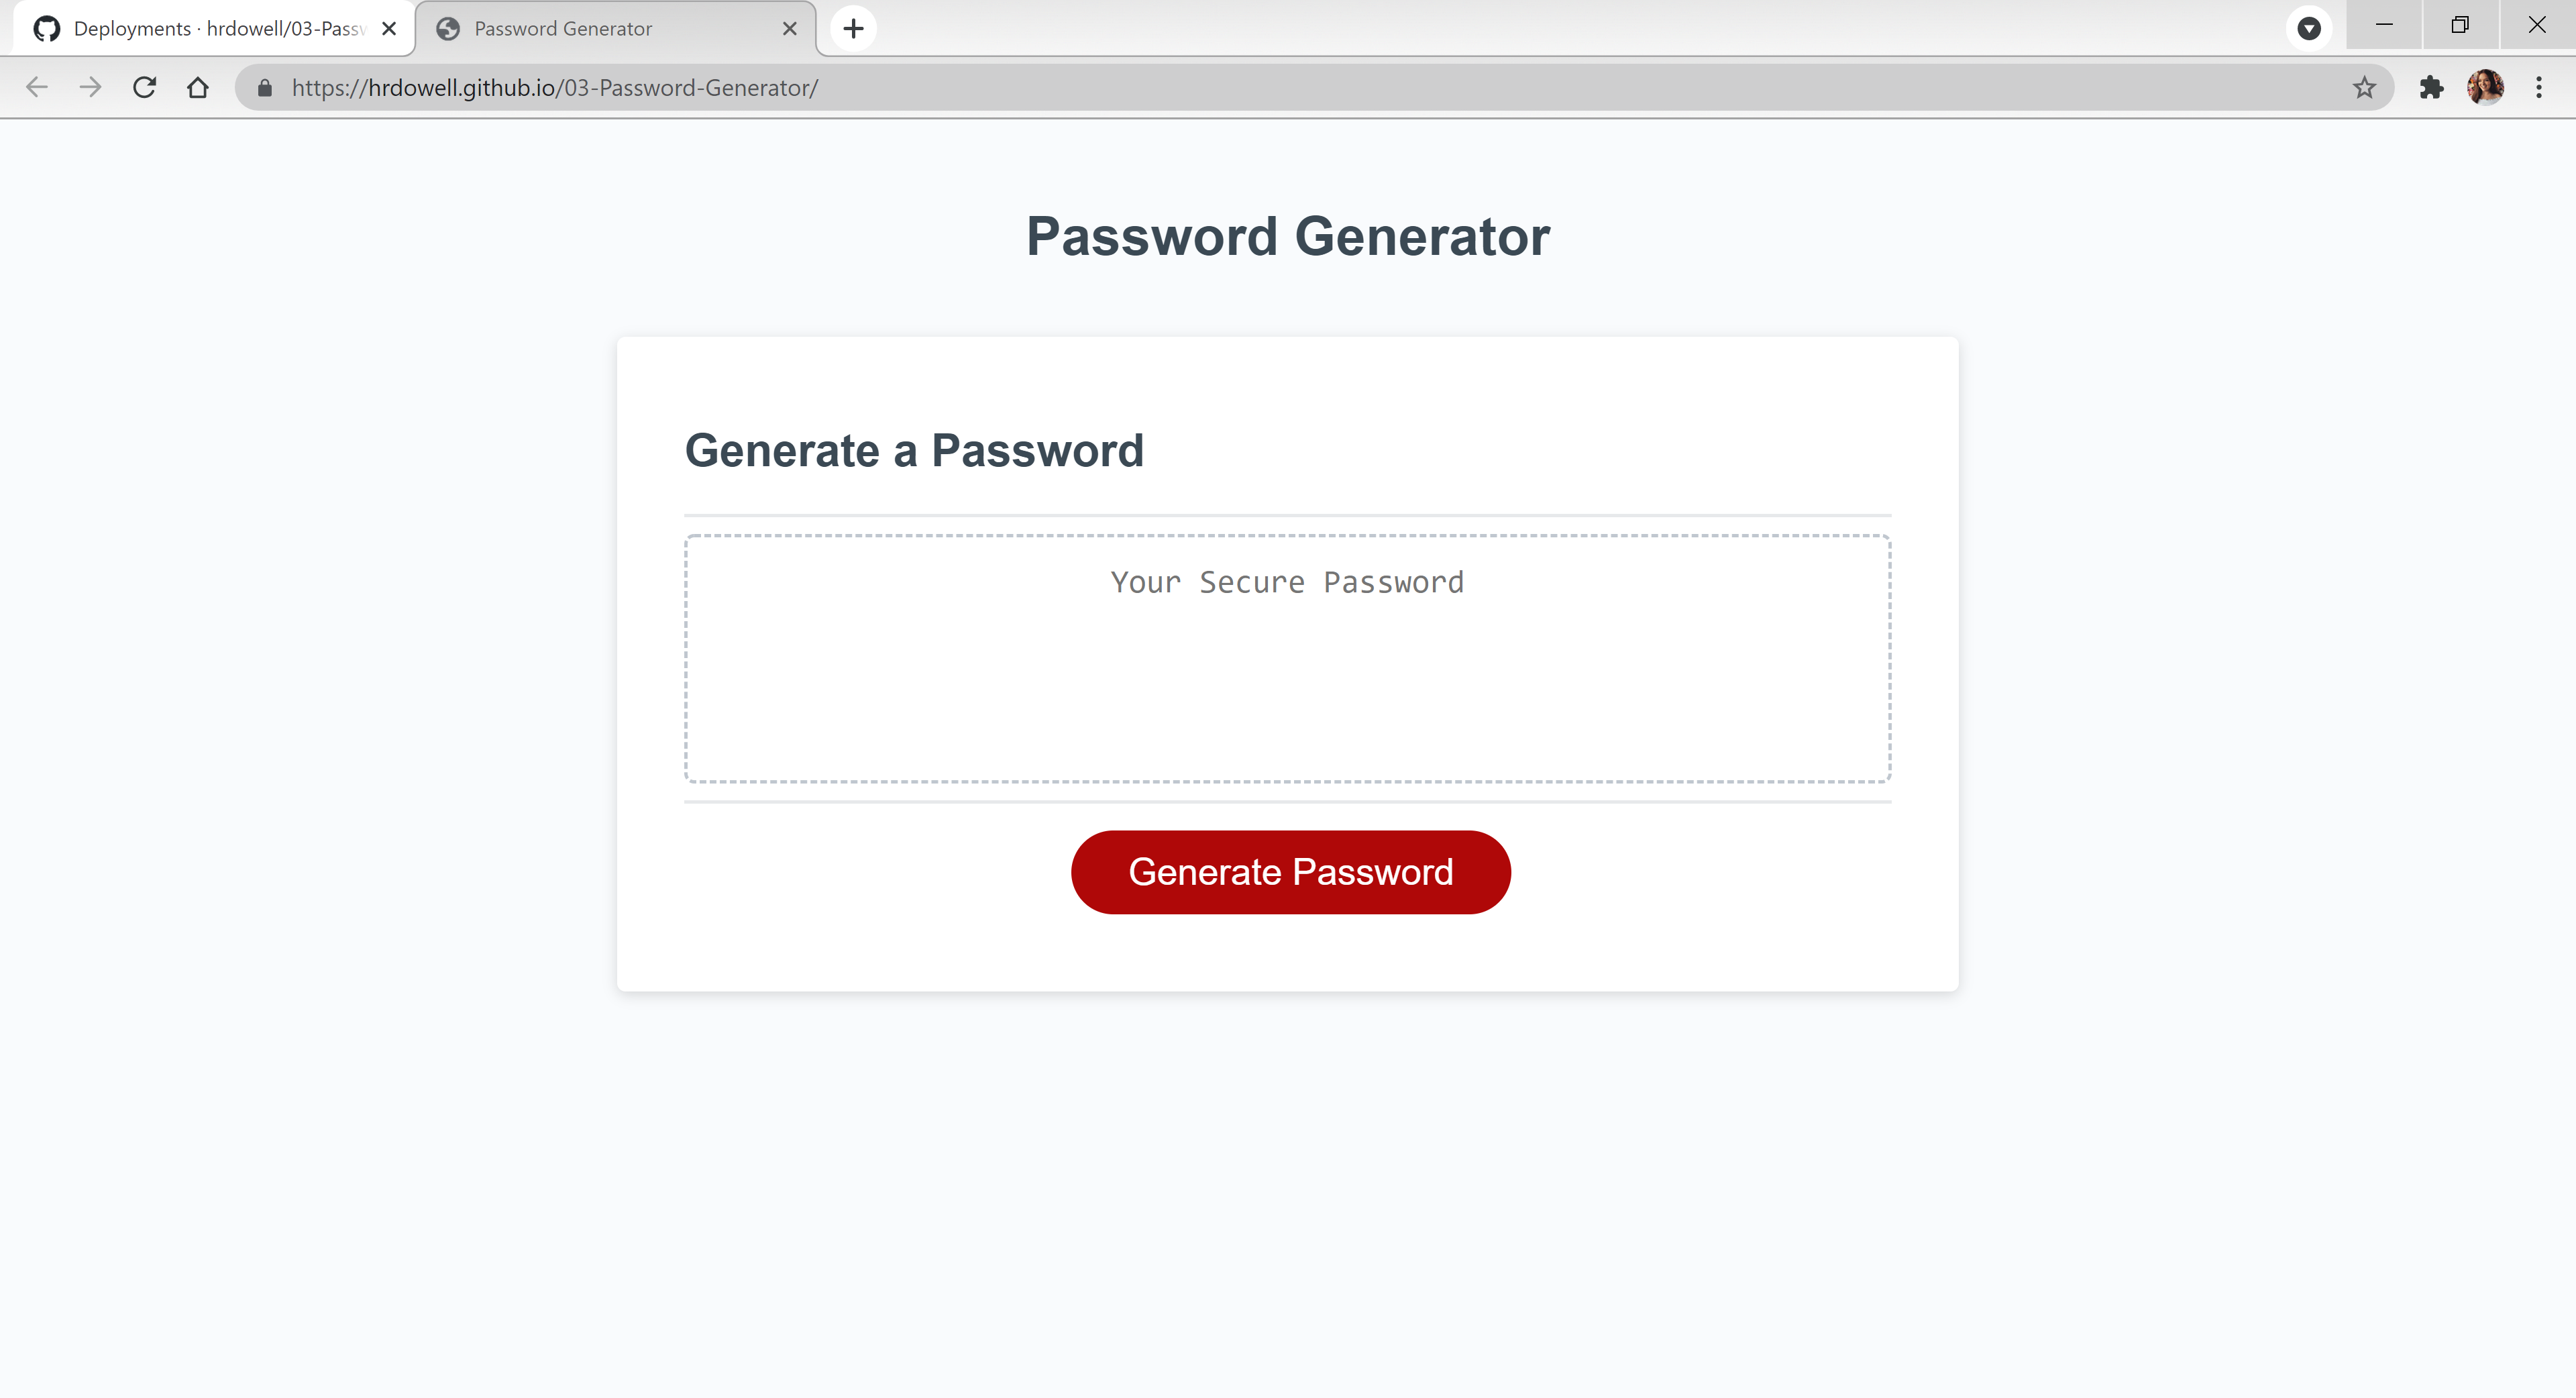 Deployments · hrdowell/03-Passw
Password Generator
https://hrdowell.github.io/03-Password-Generator/
Password Generator
Generate a Password
Your Secure Password
Generate Password